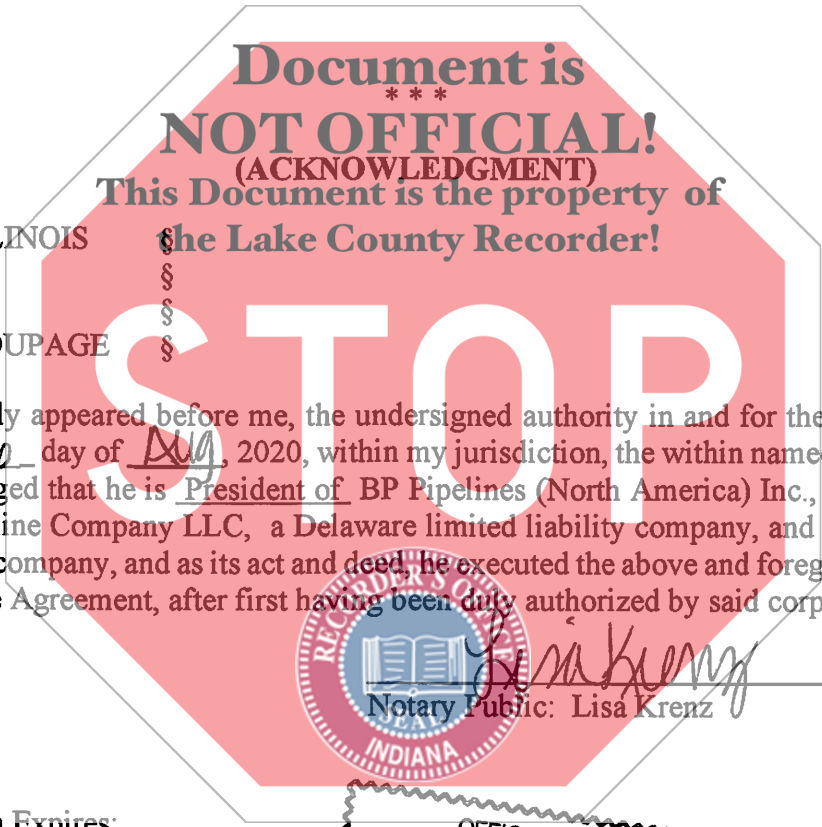 Document is
* * *
NOT OFFICIAL!
(ACKNOWLEDGMENT)
This Document is the property of
LINOIS § the Lake County Recorder!
§
§
UPAGE §
STOP
ly appeared before me, the undersigned authority in and for the
day of Aug, 2020, within my jurisdiction, the within name
ged that he is President of BP Pipelines (North America) Inc.,
ine Company LLC, a Delaware limited liability company, and
company, and as its act and deed, he executed the above and foreg
Agreement, after first having been duly authorized by said corp
RECORDER'S OFFICE
SEAL
INDIANA
Lisa Krenz
Notary Public: Lisa Krenz
Expires: